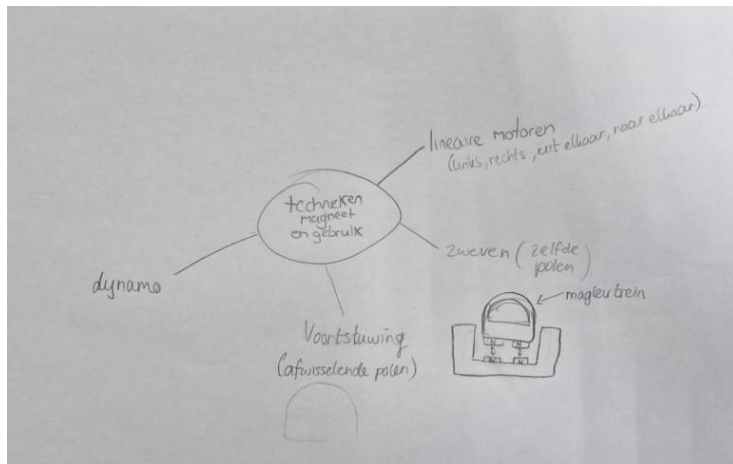 technieken
magneet
en gebruik
lineaire motoren
(links, rechts, uit elkaar, naar elkaar).
zweven (zelfde
polen)
maglev trein
Voortstuwing
(afwisselende polen)
dynamo